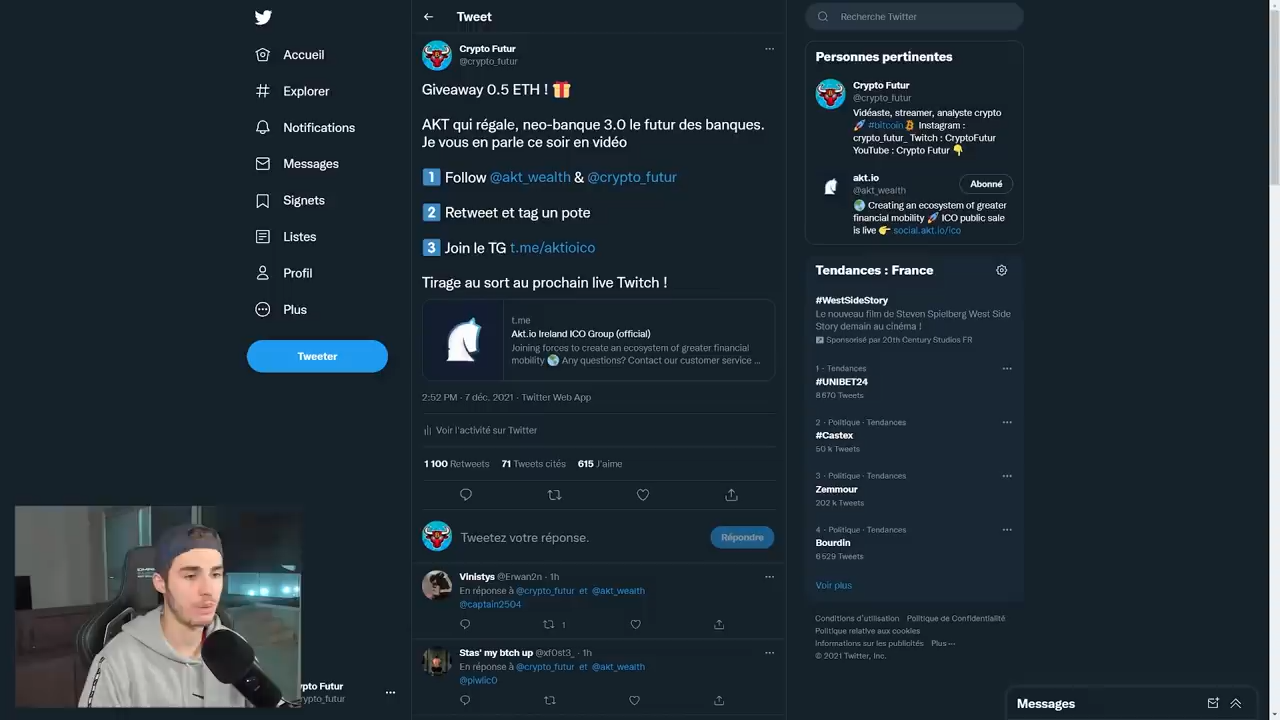 Accueil
Explorer
Notifications
Messages
Signets
Listes
Profil
Plus
Tweeter
pto Futur
ypto_futur
Tweet
Crypto Futur
@crypto_futur
Giveaway 0.5 ETH ! 🎁
AKT qui régale, neo-banque 3.0 le futur des banques.
Je vous en parle ce soir en vidéo
1️⃣ Follow @akt_wealth & @crypto_futur
2️⃣ Retweet et tag un pote
3️⃣ Join le TG t.me/aktioico
Tirage au sort au prochain live Twitch !
t.me
Akt.io Ireland ICO Group (official)
Joining forces to create an ecosystem of greater financial
mobility 🌏 Any questions? Contact our customer service ...
2:52 PM · 7 déc. 2021 · Twitter Web App
Voir l'activité sur Twitter
1 100 Retweets 71 Tweets cités 615 J'aime
Tweetez votre réponse.
Répondre
Vinistys @Erwan2n · 1h
En réponse à @crypto_futur et @akt_wealth
@captain2504
1
Stas' my btch up @xf0st3_ · 1h
En réponse à @crypto_futur et @akt_wealth
@piwlic0
Recherche Twitter
Personnes pertinentes
Crypto Futur
@crypto_futur
Vidéaste, streamer, analyste crypto
🚀 #bitcoin Instagram :
crypto_futur_ Twitch : CryptoFutur
YouTube : Crypto Futur 👇
akt.io
@akt_wealth
Abonné
🌏 Creating an ecosystem of greater
financial mobility 🚀 ICO public sale
is live 👉 social.akt.io/ico
Tendances : France
#WestSideStory
Le nouveau film de Steven Spielberg West Side
Story demain au cinéma !
Sponsorisé par 20th Century Studios FR
1 · Tendances
#UNIBET24
8 670 Tweets
2 · Politique · Tendances
#Castex
50 k Tweets
3 · Politique · Tendances
Zemmour
202 k Tweets
4 · Politique · Tendances
Bourdin
6 529 Tweets
Voir plus
Conditions d'utilisation Politique de Confidentialité
Politique relative aux cookies
Informations sur les publicités Plus ···
© 2021 Twitter, Inc.
Messages